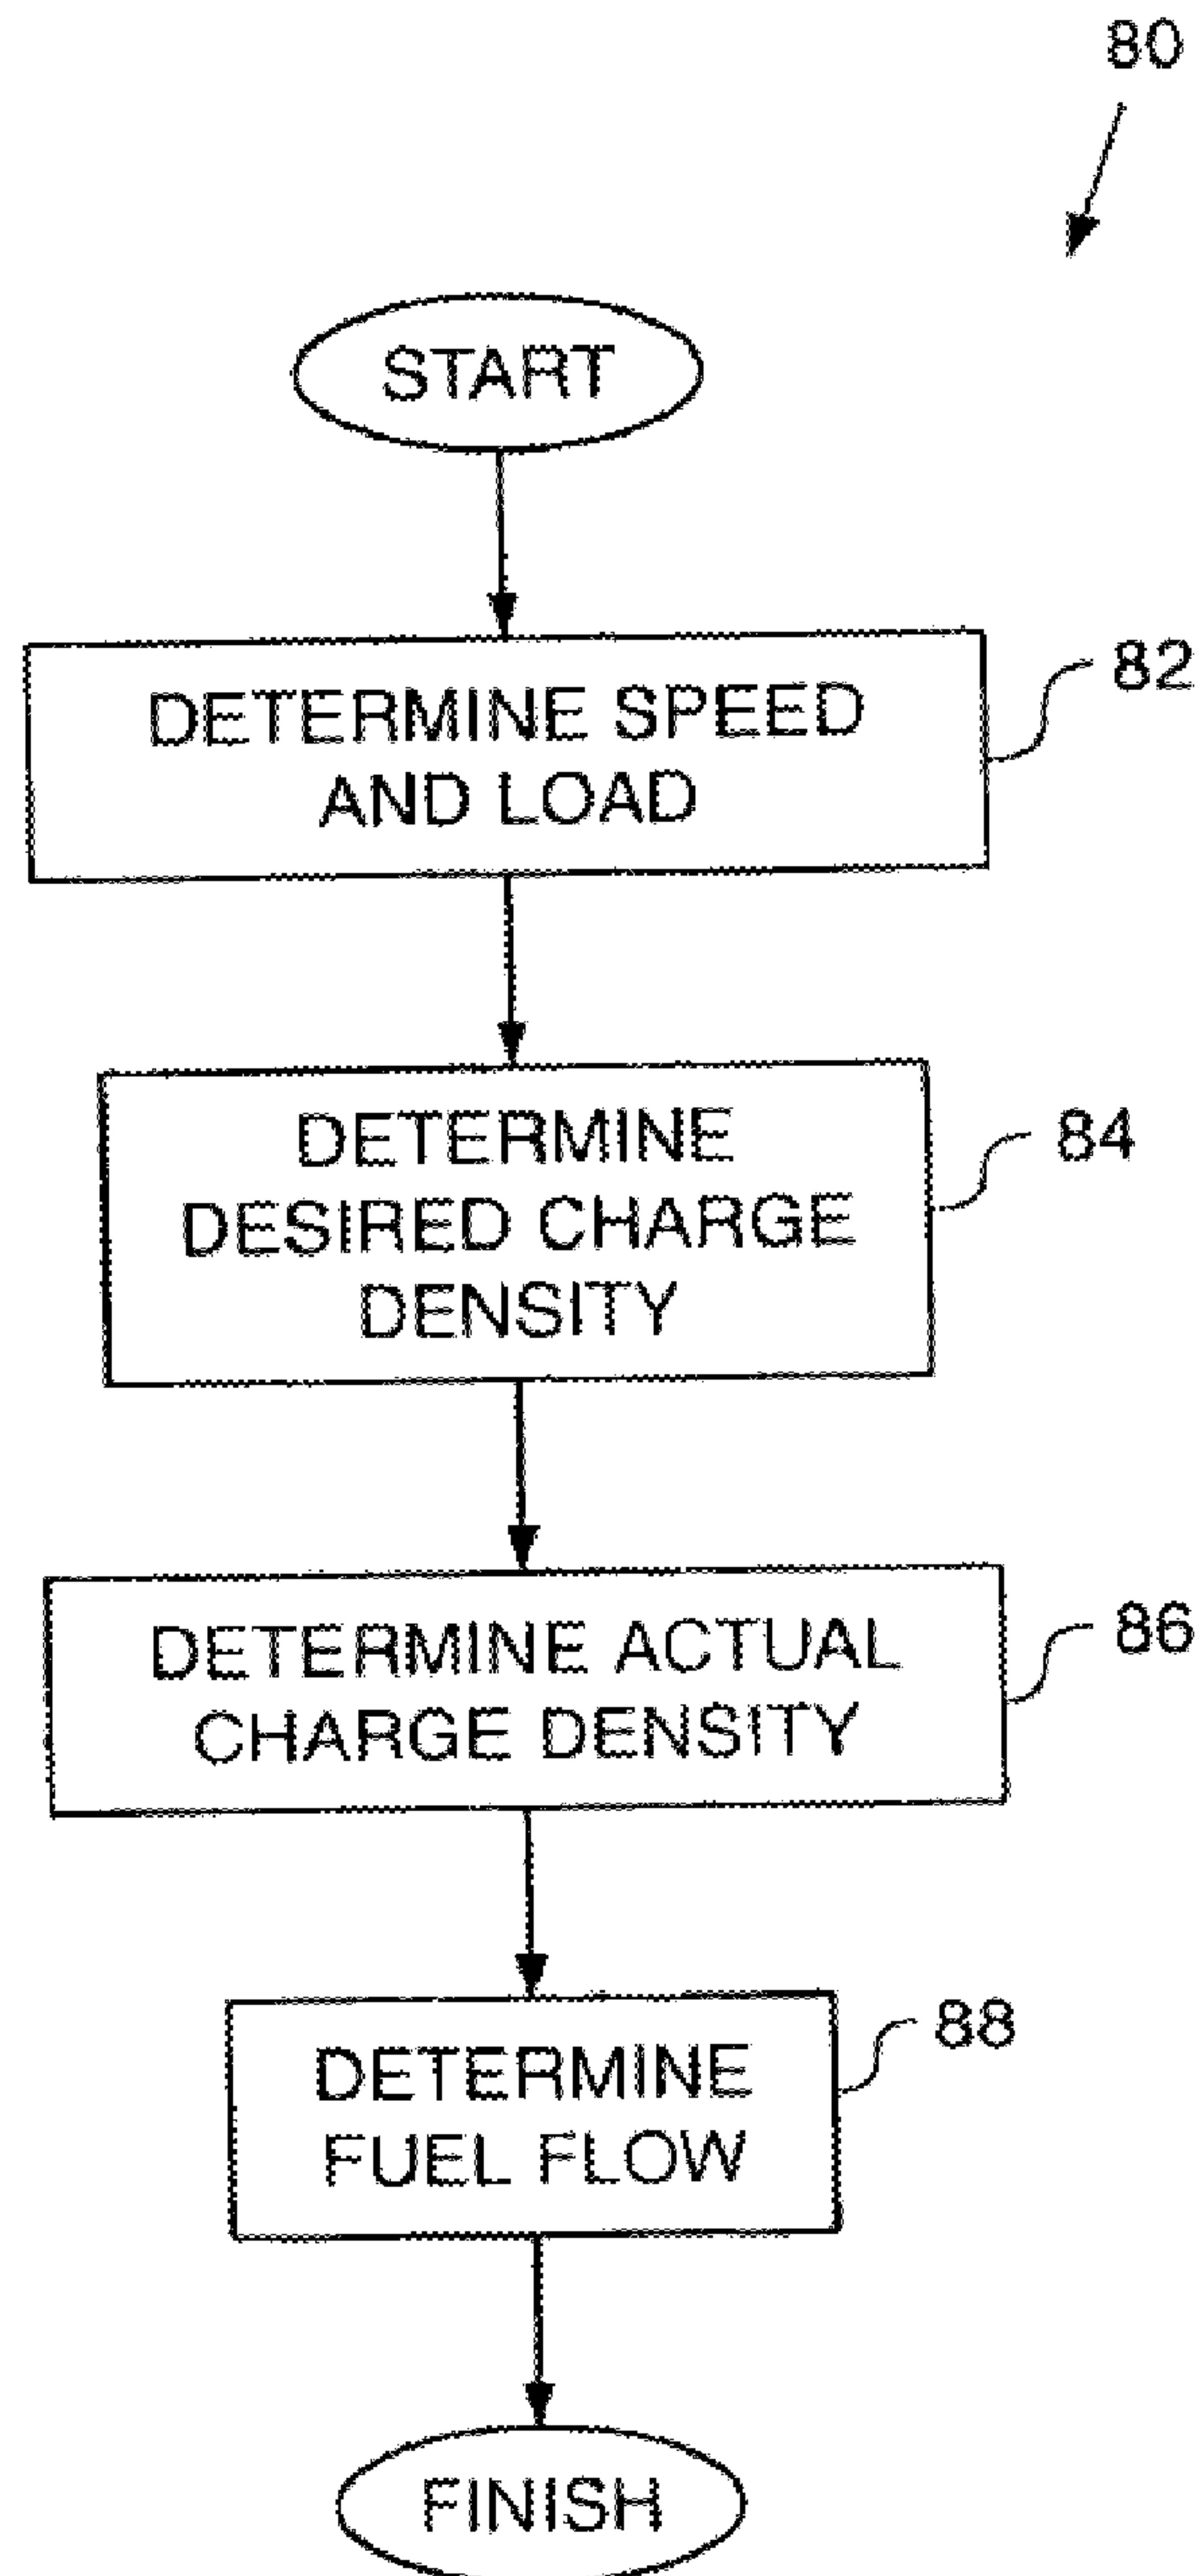 80
START
DETERMINE SPEED
AND LOAD
82
DETERMINE
DESIRED CHARGE
DENSITY
84
DETERMINE ACTUAL
CHARGE DENSITY
86
DETERMINE
FUEL FLOW
88
FINISH